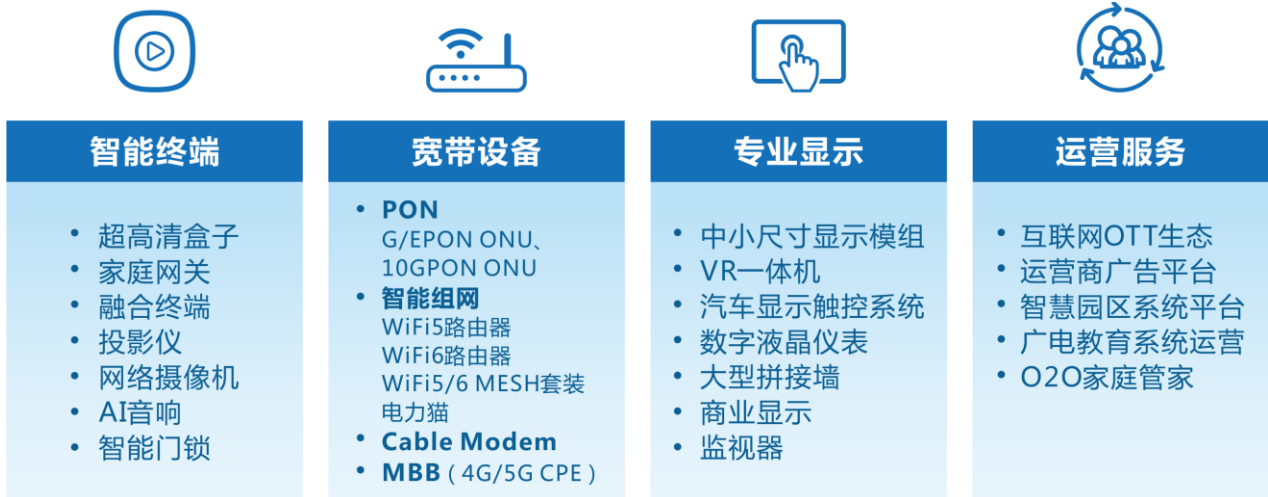 智能终端
• 超高清盒子
• 家庭网关
• 融合终端
• 投影仪
• 网络摄像机
• AI音响
• 智能门锁
宽带设备
• PON
G/EPON ONU、
10GPON ONU
• 智能组网
WiFi5路由器
WiFi6路由器
WiFi5/6 MESH套装
电力猫
• Cable Modem
• MBB ( 4G/5G CPE )
专业显示
• 中小尺寸显示模组
• VR一体机
• 汽车显示触控系统
• 数字液晶仪表
• 大型拼接墙
• 商业显示
• 监视器
运营服务
• 互联网OTT生态
• 运营商广告平台
• 智慧园区系统平台
• 广电教育系统运营
• O2O家庭管家